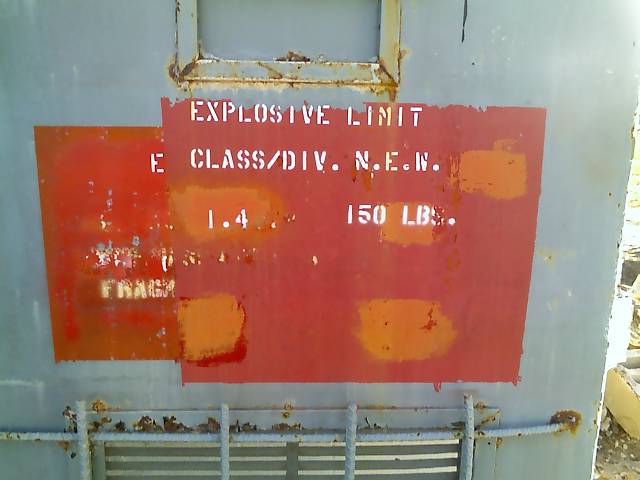 EXPLOSIVE LIMIT
E CLASS/DIV. N.E.W.
1.4 150 LBS.